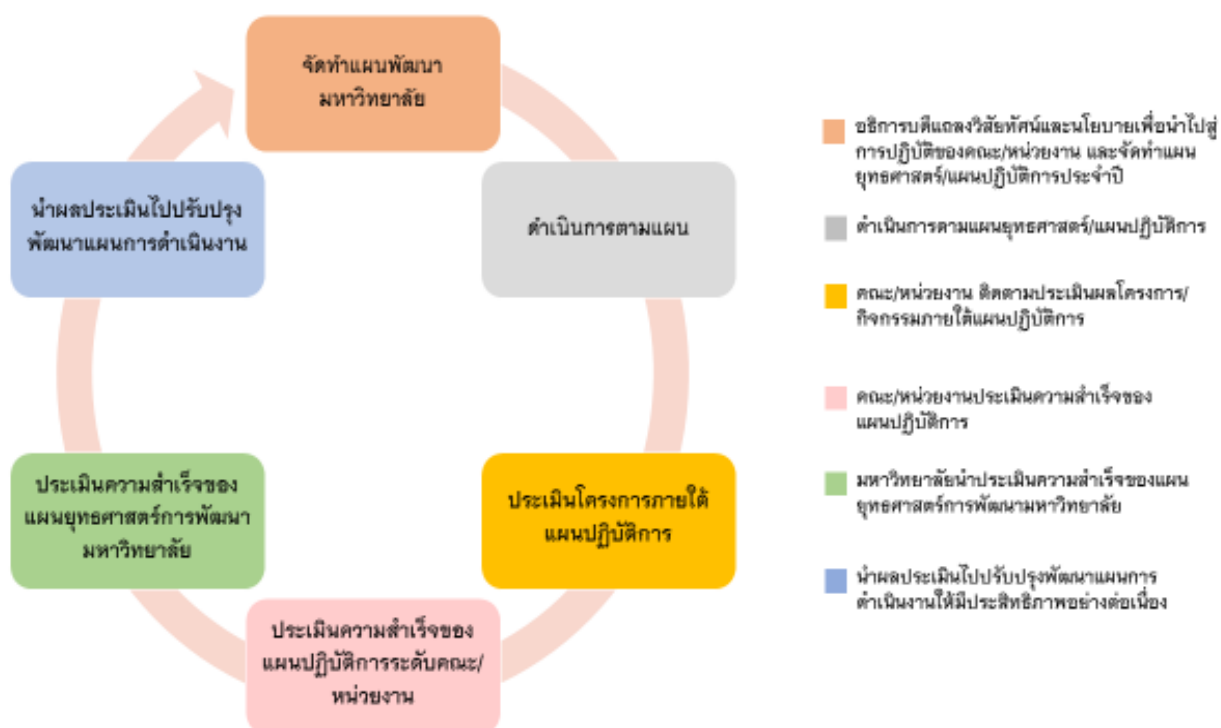 จัดทำแผนพัฒนา
มหาวิทยาลัย
ดำเนินการตามแผน
ประเมินโครงการภายใต้
แผนปฏิบัติการ
ประเมินความสำเร็จของ
แผนปฏิบัติการระดับคณะ/
หน่วยงาน
ประเมินความสำเร็จของ
แผนยุทธศาสตร์การพัฒนา
มหาวิทยาลัย
นำผลประเมินไปปรับปรุง
พัฒนาแผนการดำเนินงาน
อธิการบดีแถลงวิสัยทัศน์และนโยบายเพื่อนำไปสู่
การปฏิบัติของคณะ/หน่วยงาน และจัดทำแผน
ยุทธศาสตร์/แผนปฏิบัติการประจำปี
ดำเนินการตามแผนยุทธศาสตร์/แผนปฏิบัติการ
คณะ/หน่วยงาน ติดตามประเมินผลโครงการ/
กิจกรรมภายใต้แผนปฏิบัติการ
คณะ/หน่วยงานประเมินความสำเร็จของ
แผนปฏิบัติการ
มหาวิทยาลัยนำประเมินความสำเร็จของแผน
ยุทธศาสตร์การพัฒนามหาวิทยาลัย
นำผลประเมินไปปรับปรุงพัฒนาแผนการ
ดำเนินงานให้มีประสิทธิภาพอย่างต่อเนื่อง